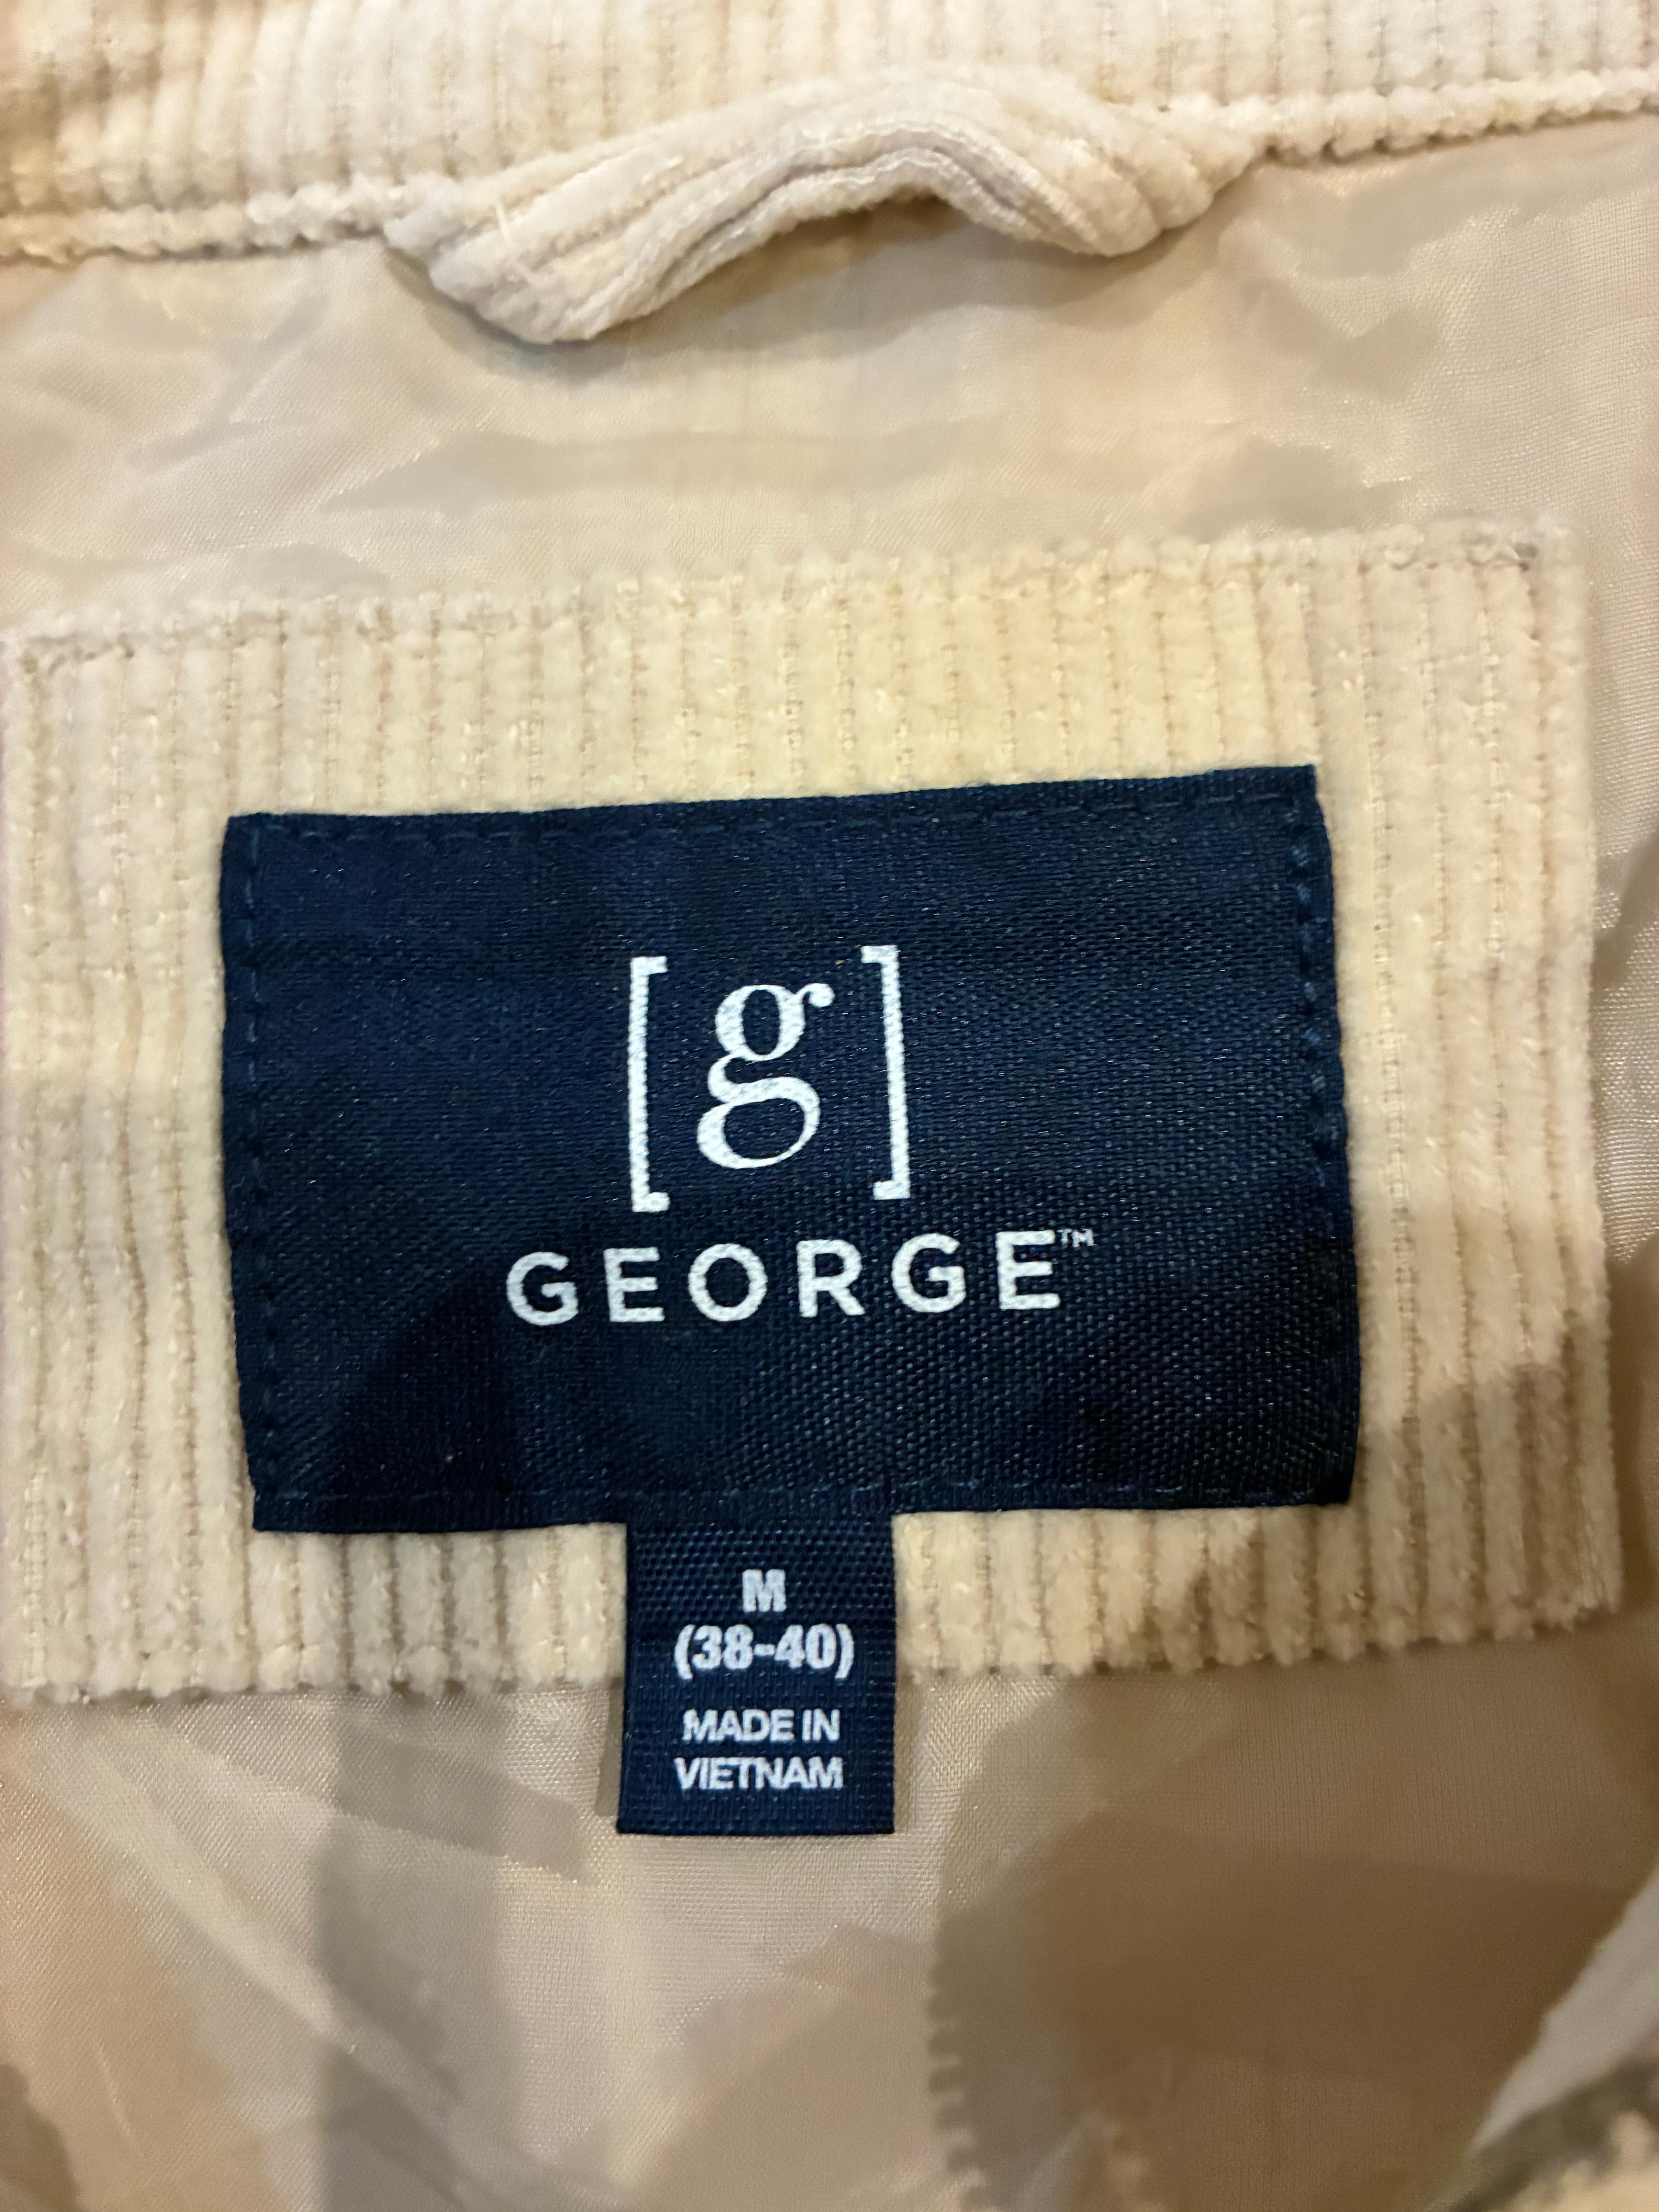 [g]
GEORGE™
M
(38-40)
MADE IN
VIETNAM